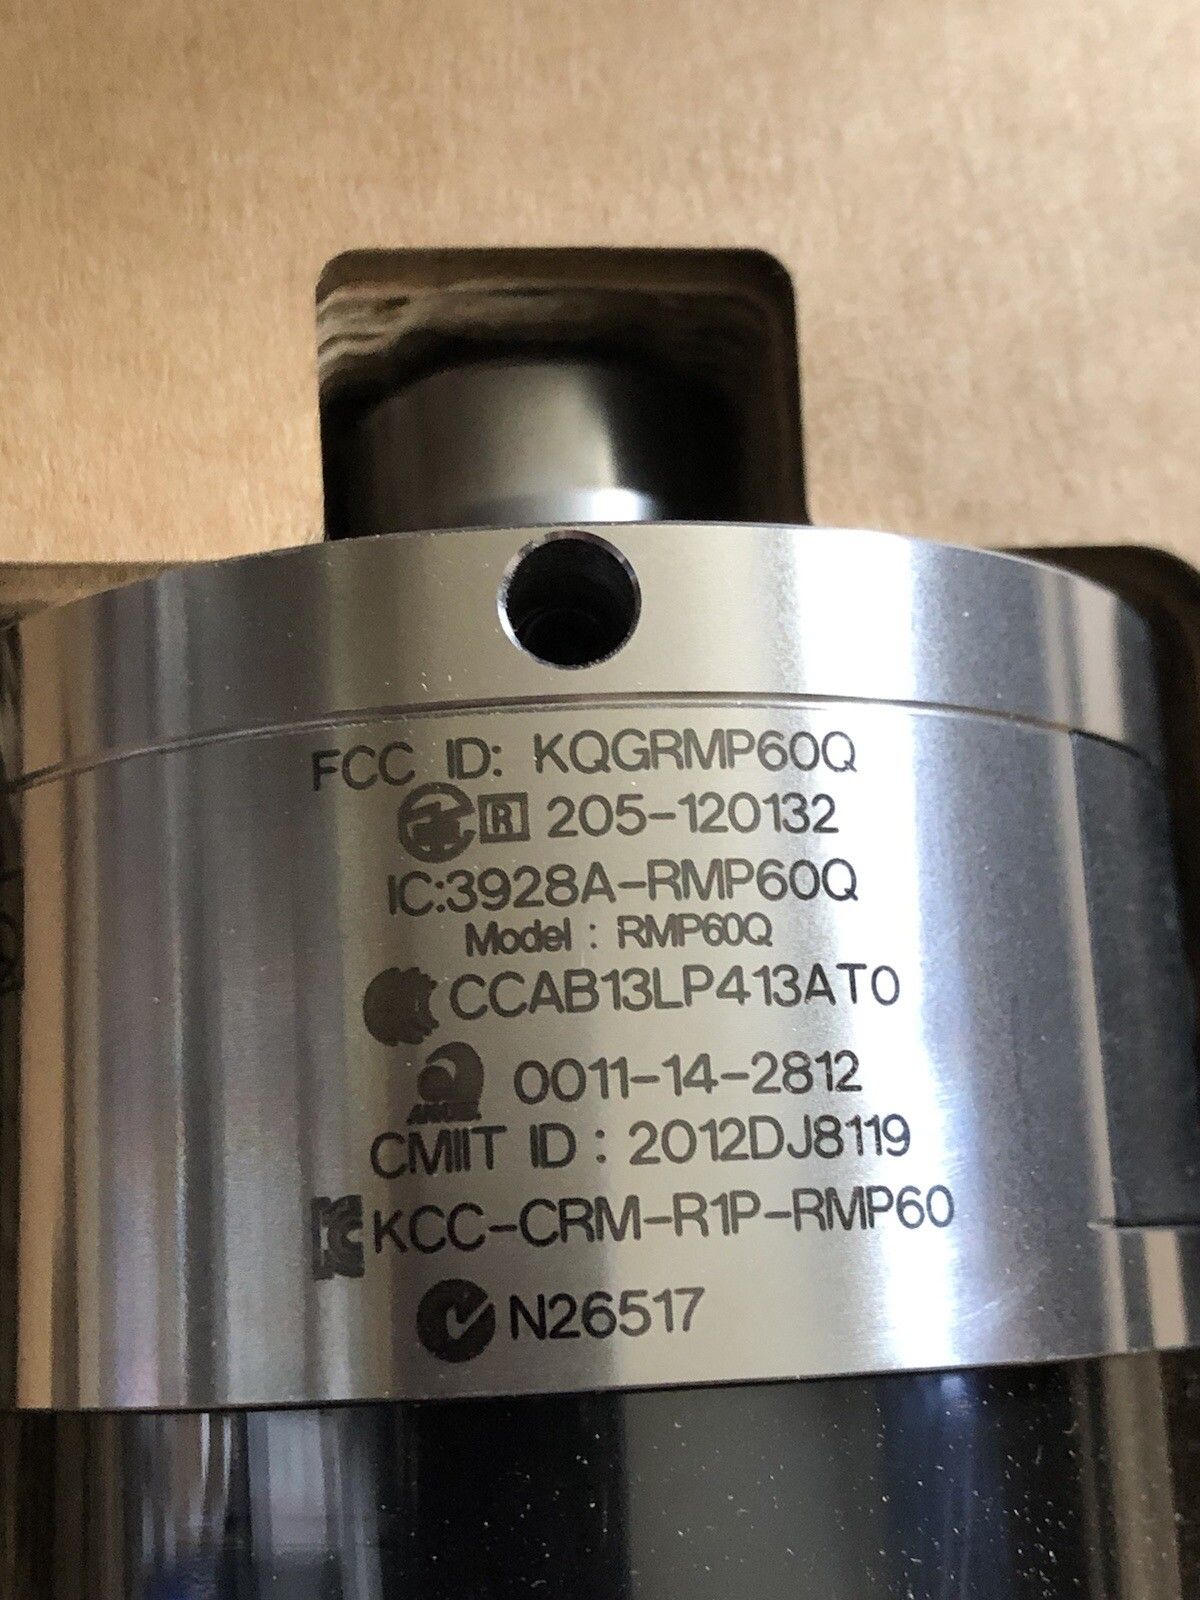 FCC ID: KQGRMP60Q
R 205-120132
IC:3928A-RMP60Q
Model : RMP60Q
CCAB13LP413AT0
0011-14-2812
CMIIT ID : 2012DJ8119
KCC-CRM-R1P-RMP60
N26517